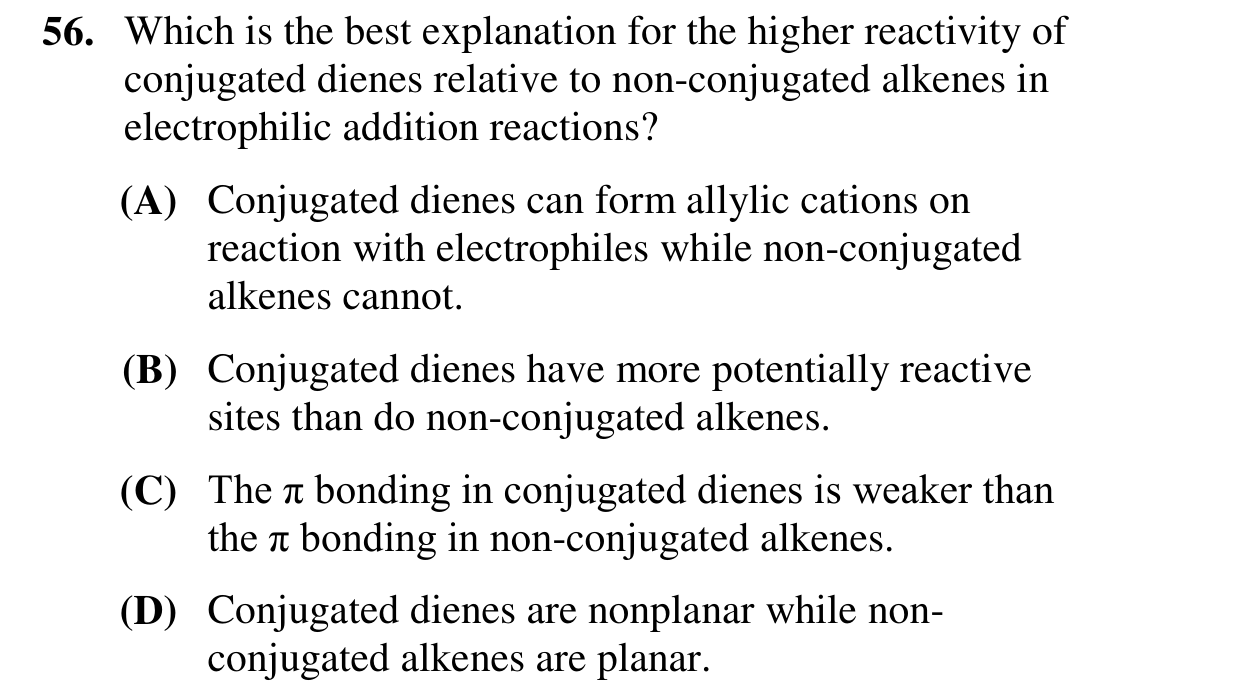 56. Which is the best explanation for the higher reactivity of
conjugated dienes relative to non-conjugated alkenes in
electrophilic addition reactions?
(A) Conjugated dienes can form allylic cations on
reaction with electrophiles while non-conjugated
alkenes cannot.
(B) Conjugated dienes have more potentially reactive
sites than do non-conjugated alkenes.
(C) The π bonding in conjugated dienes is weaker than
the π bonding in non-conjugated alkenes.
(D) Conjugated dienes are nonplanar while non-
conjugated alkenes are planar.